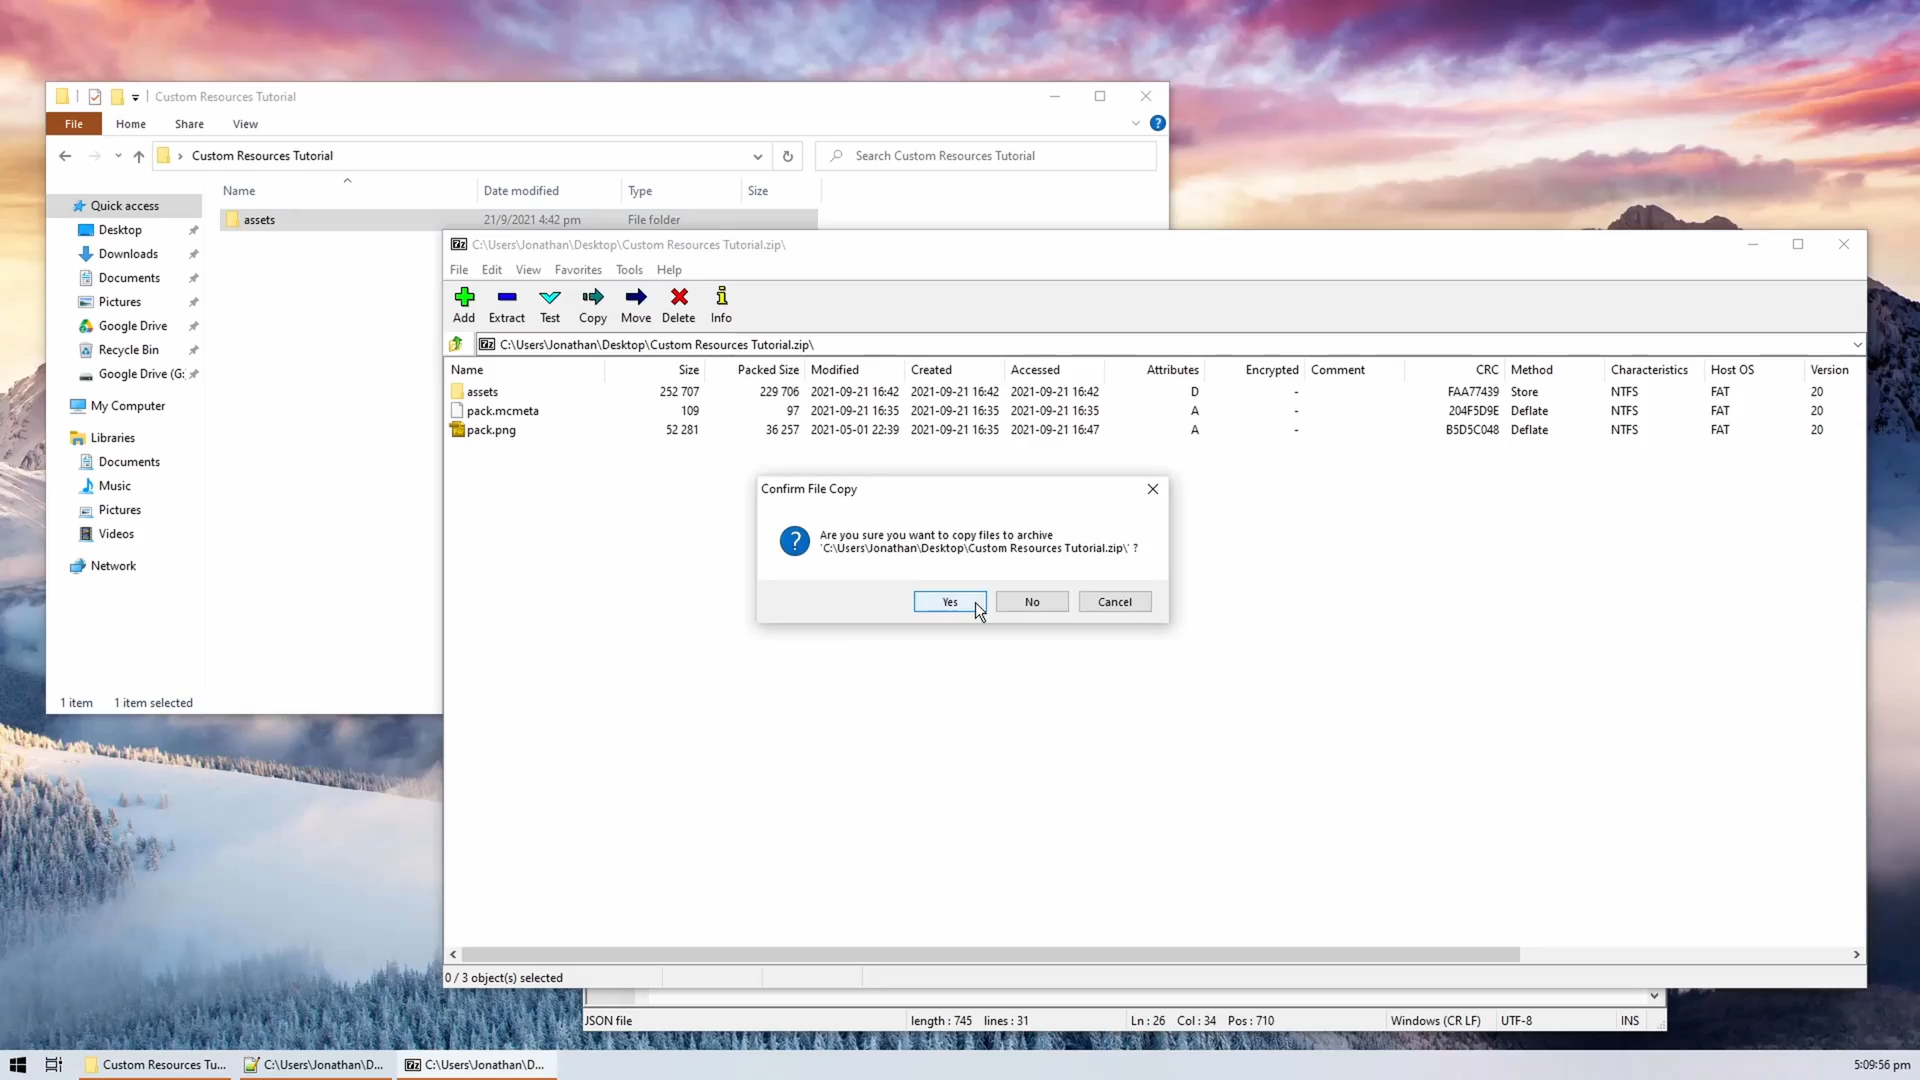 Custom Resources Tutorial
File Home Share View
Custom Resources Tutorial
Search Custom Resources Tutorial
Name Date modified Type Size
assets 21/9/2021 4:42 pm File folder
Quick access
Desktop
Downloads
Documents
Pictures
Google Drive
Recycle Bin
Google Drive (G:
My Computer
Libraries
Documents
Music
Pictures
Videos
Network
1 item 1 item selected
7z C:\Users\Jonathan\Desktop\Custom Resources Tutorial.zip\
File Edit View Favorites Tools Help
Add Extract Test Copy Move Delete Info
7z C:\Users\Jonathan\Desktop\Custom Resources Tutorial.zip\
Name Size Packed Size Modified Created Accessed Attributes Encrypted Comment CRC Method Characteristics Host OS Version
assets 252 707 229 706 2021-09-21 16:42 2021-09-21 16:42 2021-09-21 16:42 D - FAA77439 Store NTFS FAT 20
pack.mcmeta 109 97 2021-09-21 16:35 2021-09-21 16:35 2021-09-21 16:35 A - 204F5D9E Deflate NTFS FAT 20
pack.png 52 281 36 257 2021-05-01 22:39 2021-09-21 16:35 2021-09-21 16:47 A - B5D5C048 Deflate NTFS FAT 20
Confirm File Copy
Are you sure you want to copy files to archive
'C:\Users\Jonathan\Desktop\Custom Resources Tutorial.zip\' ?
Yes No Cancel
0 / 3 object(s) selected
JSON file length : 745 lines : 31 Ln : 26 Col : 34 Pos : 710 Windows (CR LF) UTF-8 INS
Custom Resources Tu... C:\Users\Jonathan\D... 7z C:\Users\Jonathan\D... 5:09:56 pm